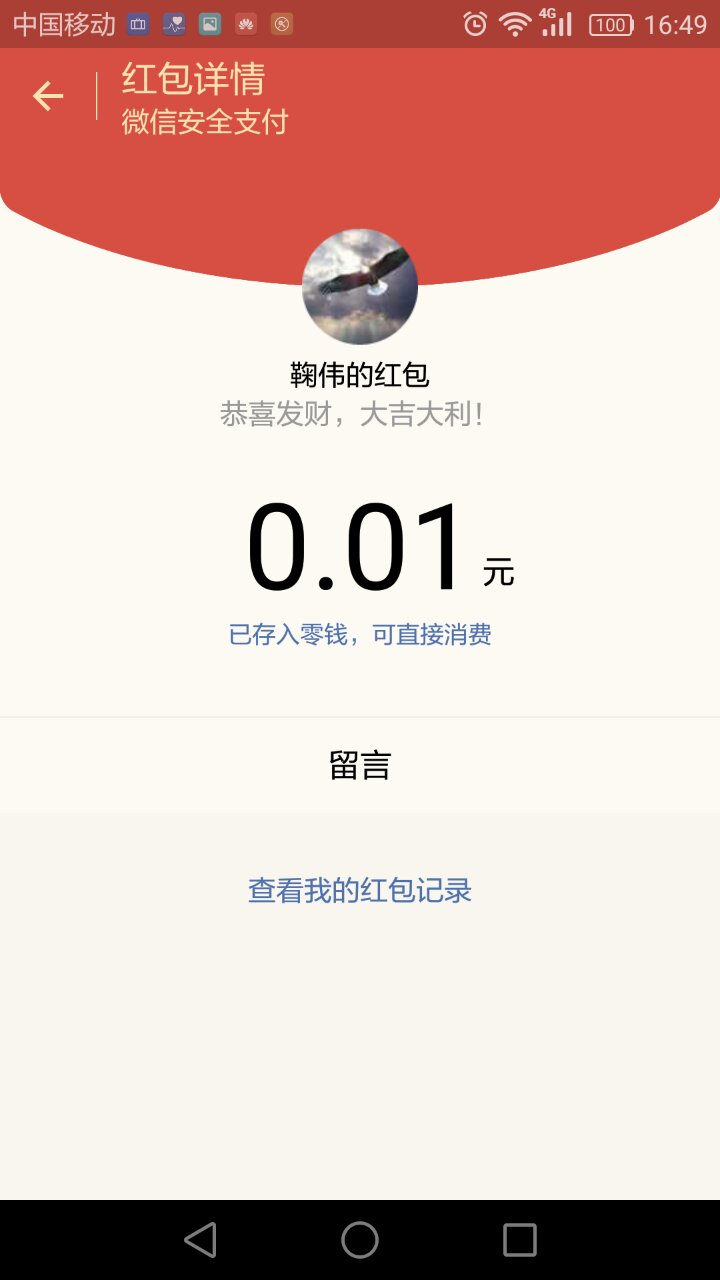 中国移动 4G 100 16:49
红包详情
微信安全支付
鞠伟的红包
恭喜发财，大吉大利！
0.01 元
已存入零钱，可直接消费
留言
查看我的红包记录